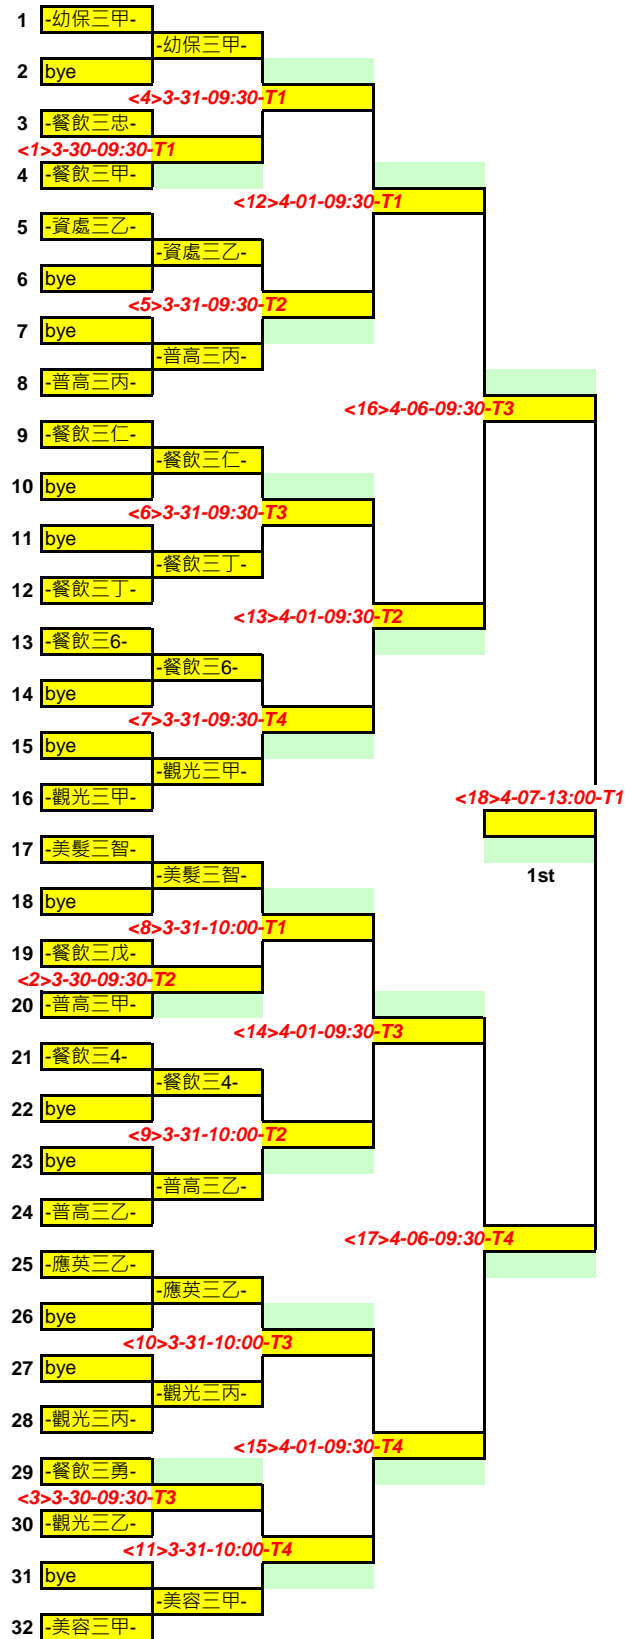 1 -幼保三甲-
-幼保三甲-
2 bye
<4>3-31-09:30-T1
3 -餐飲三忠-
<1>3-30-09:30-T1
4 -餐飲三甲-
<12>4-01-09:30-T1
5 -資處三乙-
-資處三乙-
6 bye
<5>3-31-09:30-T2
7 bye
-普高三丙-
8 -普高三丙-
<16>4-06-09:30-T3
9 -餐飲三仁-
-餐飲三仁-
10 bye
<6>3-31-09:30-T3
11 bye
-餐飲三丁-
12 -餐飲三丁-
<13>4-01-09:30-T2
13 -餐飲三6-
-餐飲三6-
14 bye
<7>3-31-09:30-T4
15 bye
-觀光三甲-
16 -觀光三甲-
<18>4-07-13:00-T1
17 -美髮三智-
-美髮三智-
1st
18 bye
<8>3-31-10:00-T1
19 -餐飲三戊-
<2>3-30-09:30-T2
20 -普高三甲-
<14>4-01-09:30-T3
21 -餐飲三4-
-餐飲三4-
22 bye
<9>3-31-10:00-T2
23 bye
-普高三乙-
24 -普高三乙-
<17>4-06-09:30-T4
25 -應英三乙-
-應英三乙-
26 bye
<10>3-31-10:00-T3
27 bye
-觀光三丙-
28 -觀光三丙-
<15>4-01-09:30-T4
29 -餐飲三勇-
<3>3-30-09:30-T3
30 -觀光三乙-
<11>3-31-10:00-T4
31 bye
-美容三甲-
32 -美容三甲-